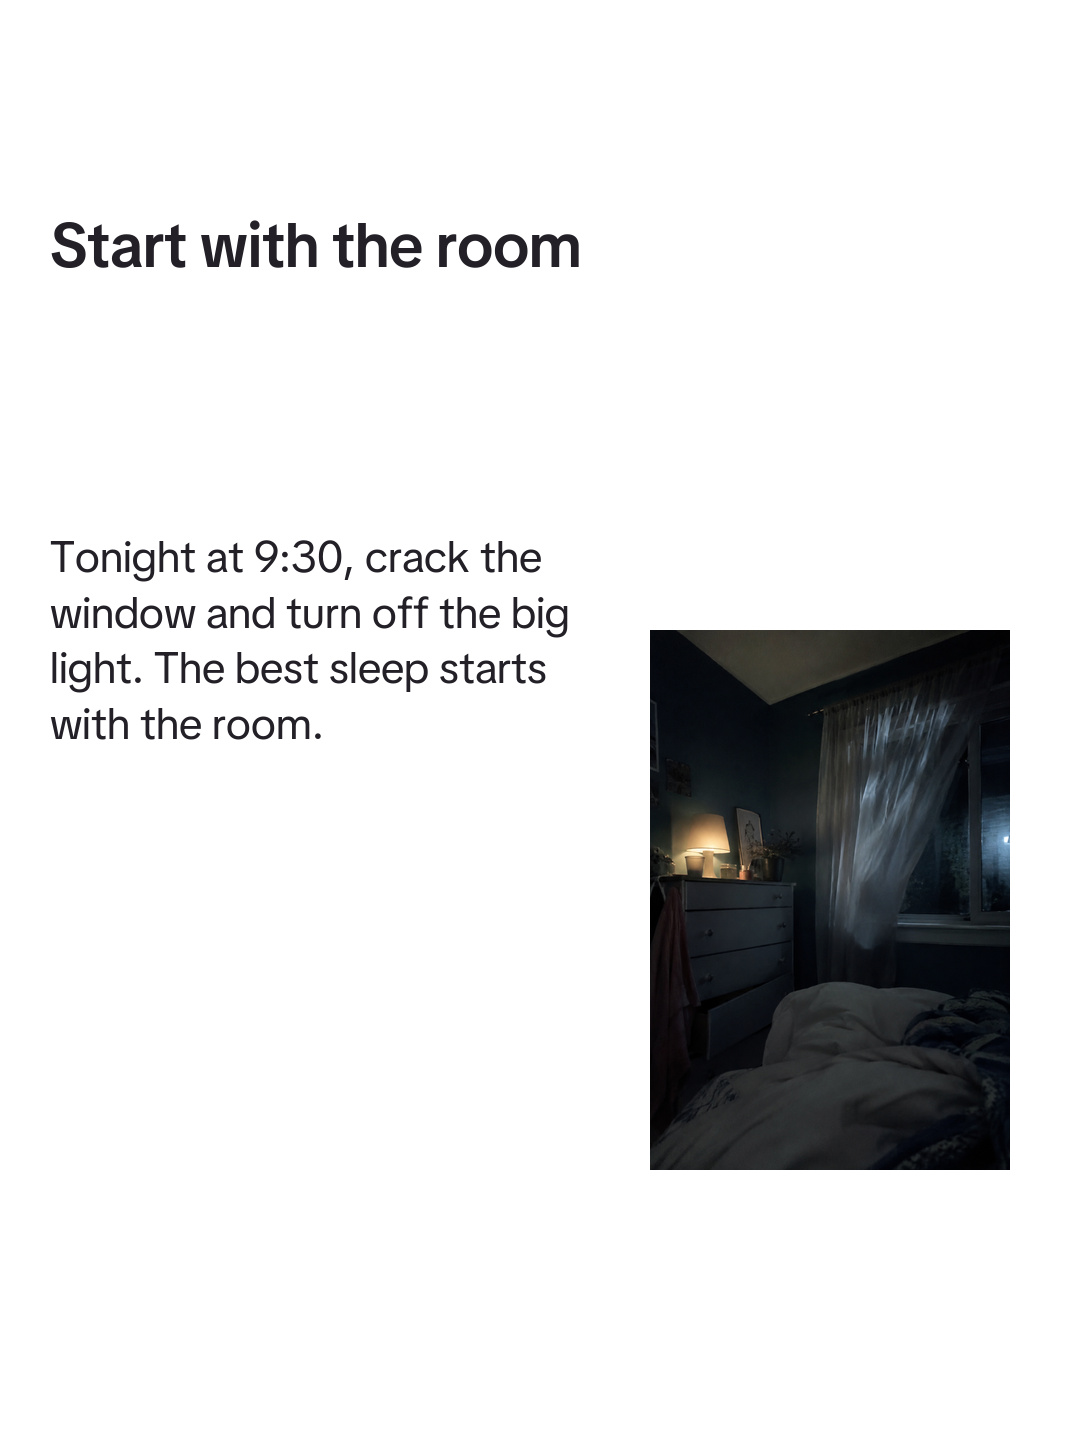 Start with the room
Tonight at 9:30, crack the
window and turn off the big
light. The best sleep starts
with the room.